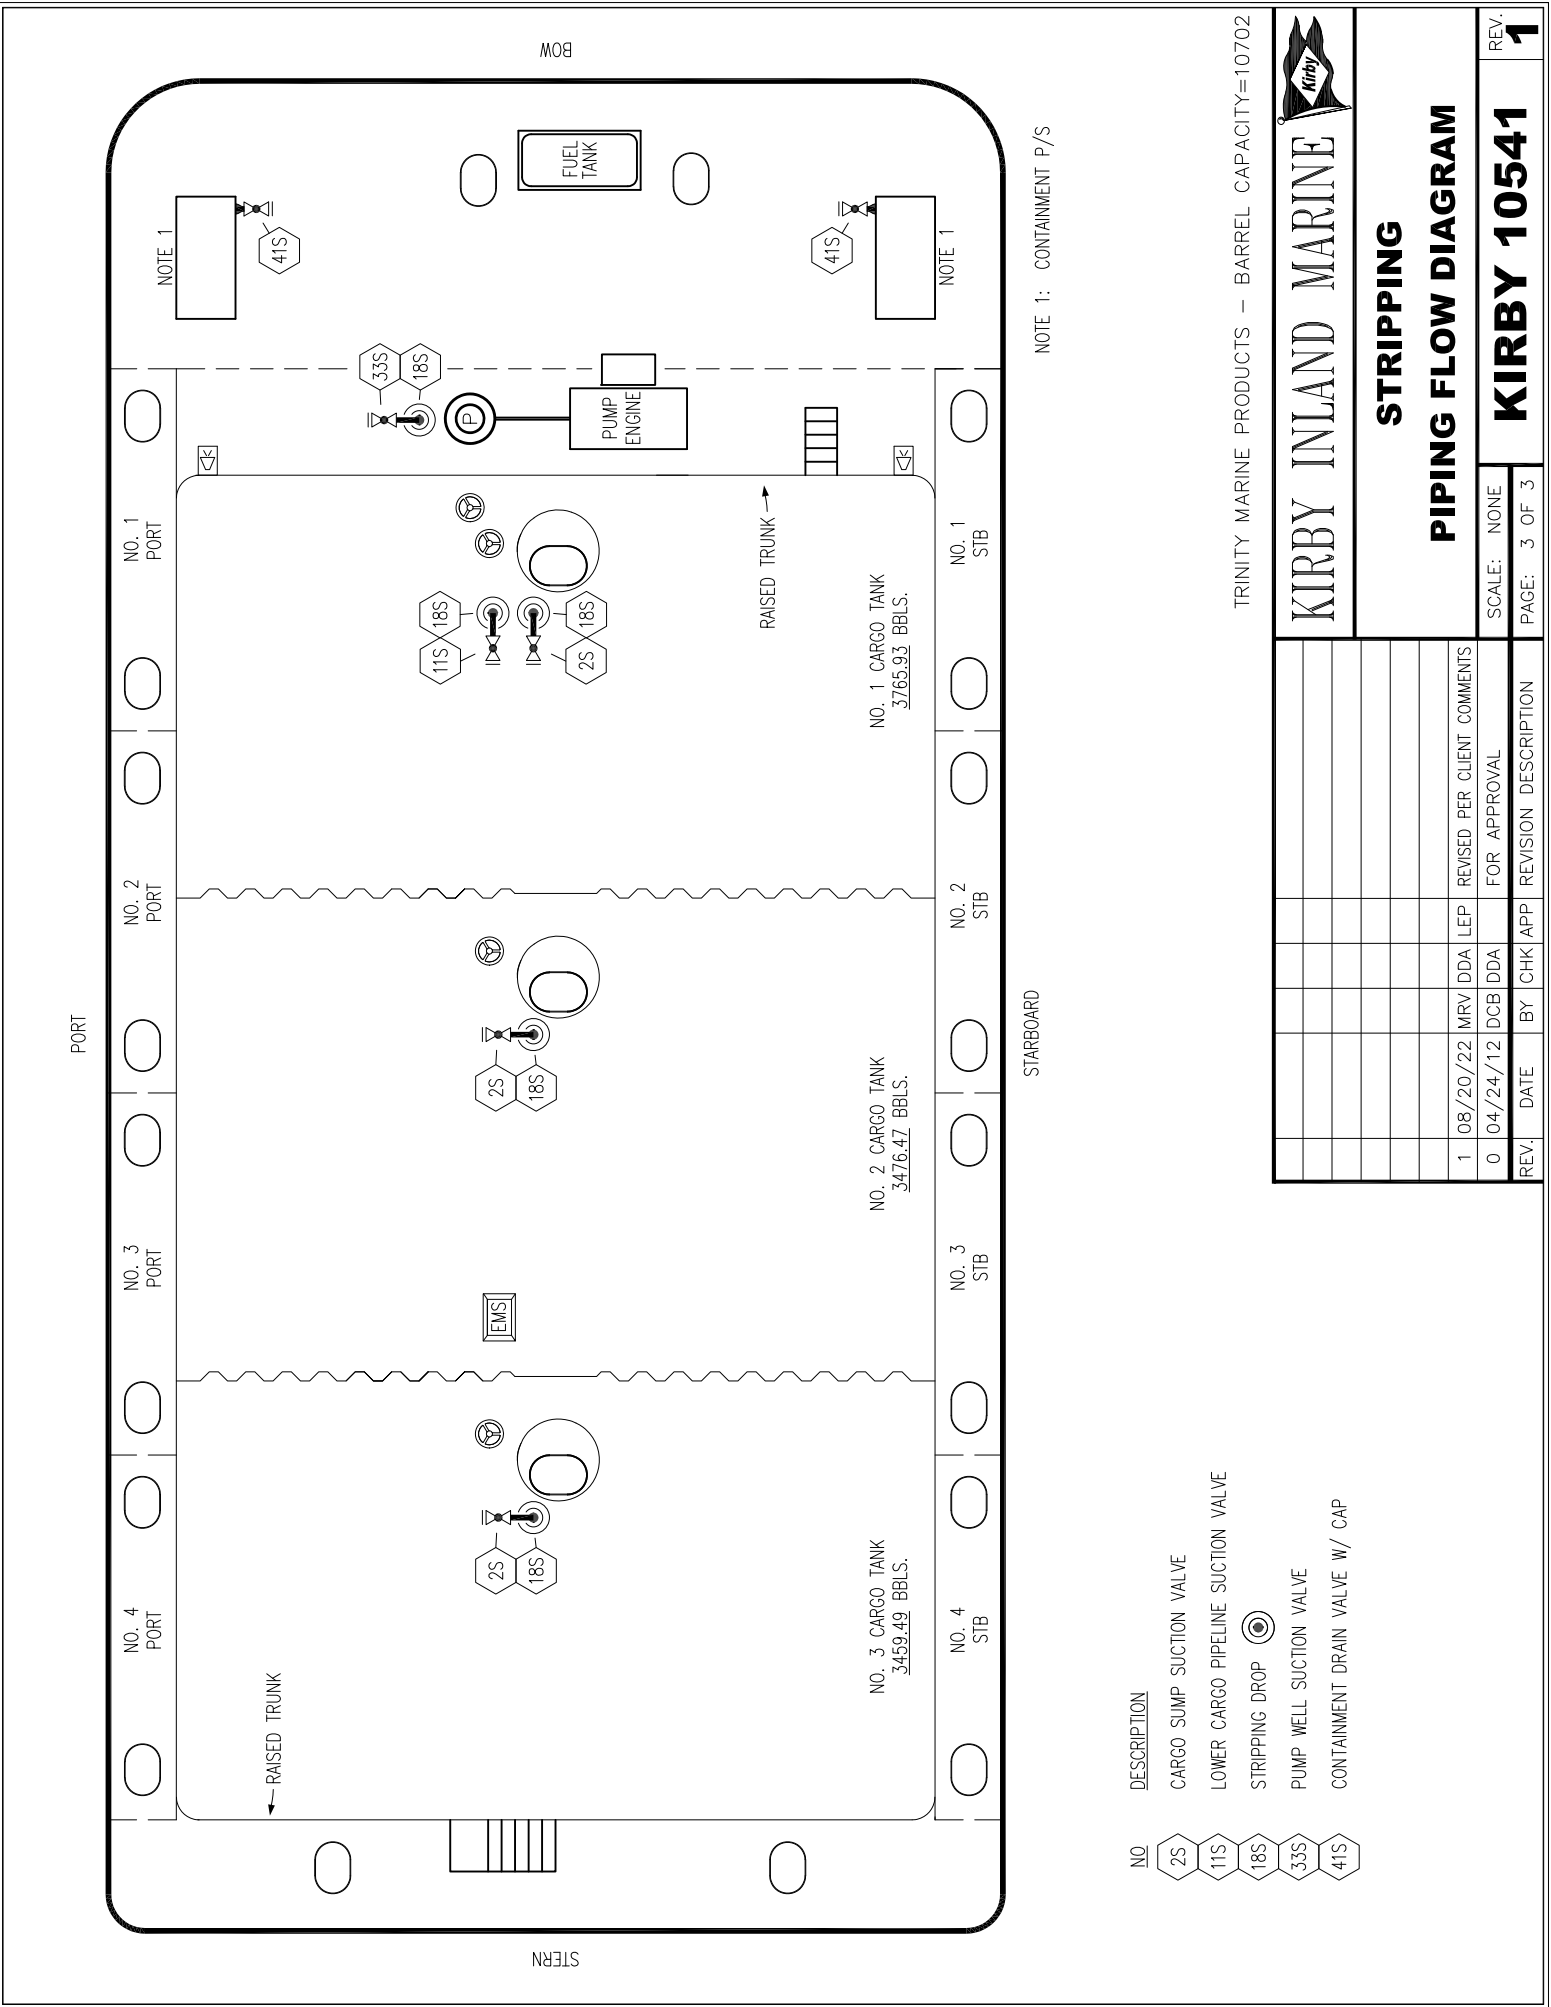 PORT
STERN
BOW
STARBOARD
NO. 4
PORT
NO. 3
PORT
NO. 2
PORT
NO. 1
PORT
NOTE 1
41S
RAISED TRUNK
2S
18S
EMS
2S
18S
11S
18S
2S
18S
33S
18S
P
PUMP
ENGINE
FUEL
TANK
RAISED TRUNK
41S
NOTE 1
NO. 3 CARGO TANK
3459.49 BBLS.
NO. 2 CARGO TANK
3476.47 BBLS.
NO. 1 CARGO TANK
3765.93 BBLS.
NO. 4
STB
NO. 3
STB
NO. 2
STB
NO. 1
STB
NOTE 1: CONTAINMENT P/S
NO DESCRIPTION
2S CARGO SUMP SUCTION VALVE
11S LOWER CARGO PIPELINE SUCTION VALVE
18S STRIPPING DROP
33S PUMP WELL SUCTION VALVE
41S CONTAINMENT DRAIN VALVE W/ CAP
TRINITY MARINE PRODUCTS - BARREL CAPACITY=10702
KIRBY INLAND MARINE
Kirby
STRIPPING
PIPING FLOW DIAGRAM
1 08/20/22 MRV DDA LEP REVISED PER CLIENT COMMENTS
0 04/24/12 DCB DDA FOR APPROVAL
REV. DATE BY CHK APP REVISION DESCRIPTION
SCALE: NONE
PAGE: 3 OF 3
KIRBY 10541
REV.
1